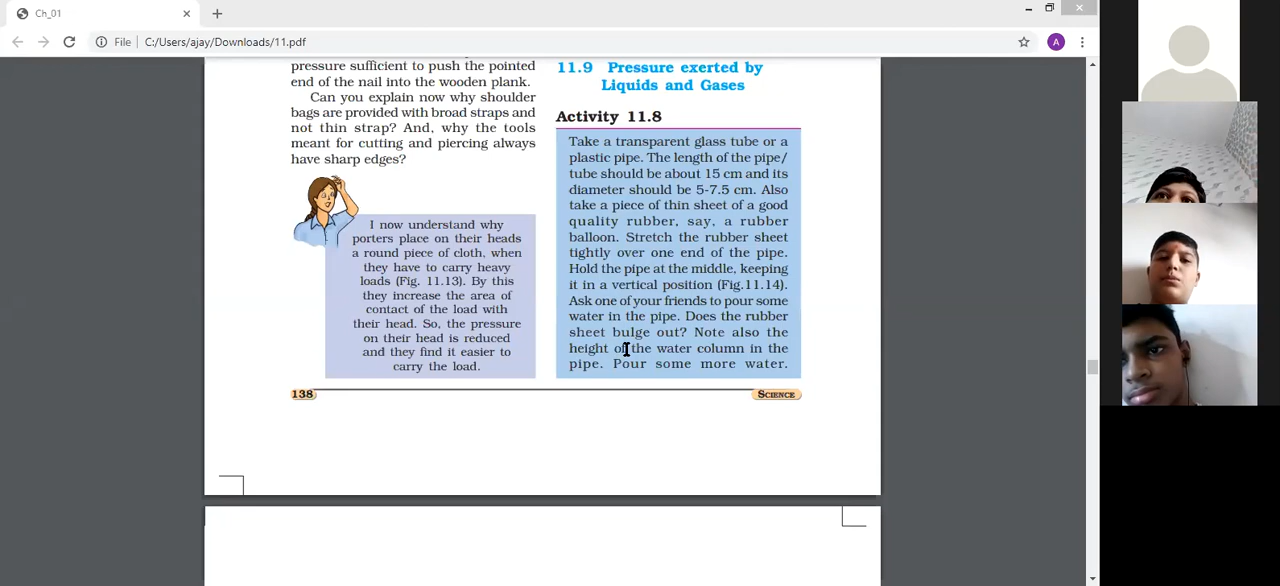 Ch_01
File
C:/Users/ajay/Downloads/11.pdf
A
pressure sufficient to push the pointed
end of the nail into the wooden plank.
Can you explain now why shoulder
bags are provided with broad straps and
not thin strap? And, why the tools
meant for cutting and piercing always
have sharp edges?
I now understand why
porters place on their heads
a round piece of cloth, when
they have to carry heavy
loads (Fig. 11.13). By this
they increase the area of
contact of the load with
their head. So, the pressure
on their head is reduced
and they find it easier to
carry the load.
11.9 Pressure exerted by
Liquids and Gases
Activity 11.8
Take a transparent glass tube or a
plastic pipe. The length of the pipe/
tube should be about 15 cm and its
diameter should be 5-7.5 cm. Also
take a piece of thin sheet of a good
quality rubber, say, a rubber
balloon. Stretch the rubber sheet
tightly over one end of the pipe.
Hold the pipe at the middle, keeping
it in a vertical position (Fig.11.14).
Ask one of your friends to pour some
water in the pipe. Does the rubber
sheet bulge out? Note also the
height of the water column in the
pipe. Pour some more water.
138
SCIENCE